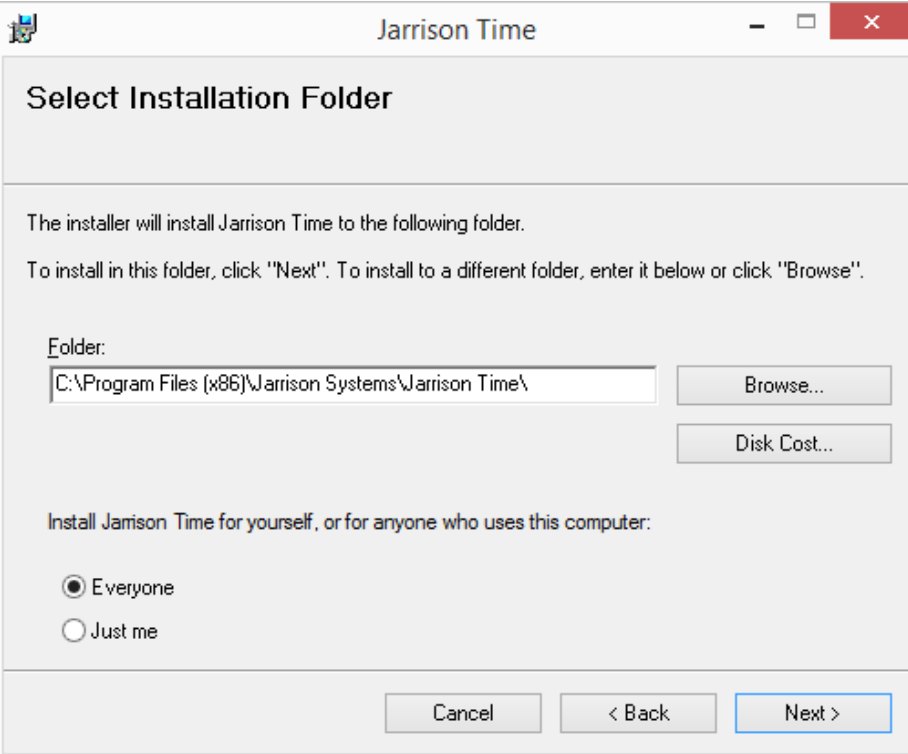 Jarrison Time
Select Installation Folder
The installer will install Jarrison Time to the following folder.
To install in this folder, click "Next". To install to a different folder, enter it below or click "Browse".
Folder:
C:\Program Files (x86)\Jarrison Systems\Jarrison Time\
Browse...
Disk Cost...
Install Jarrison Time for yourself, or for anyone who uses this computer:
Everyone
Just me
Cancel
< Back
Next >